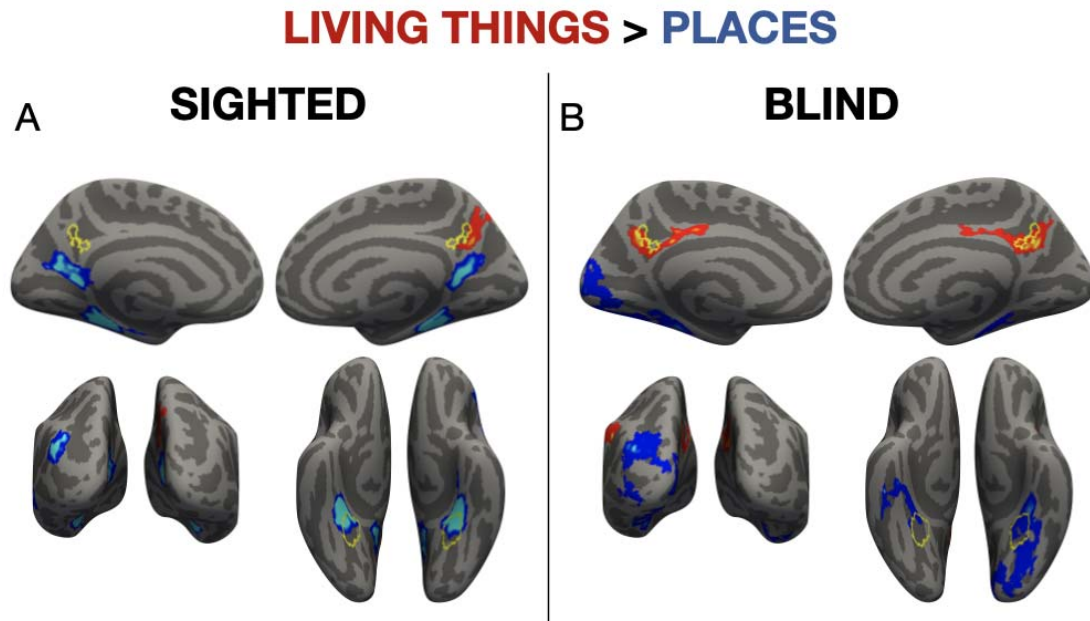 LIVING THINGS > PLACES
A
SIGHTED
B
BLIND